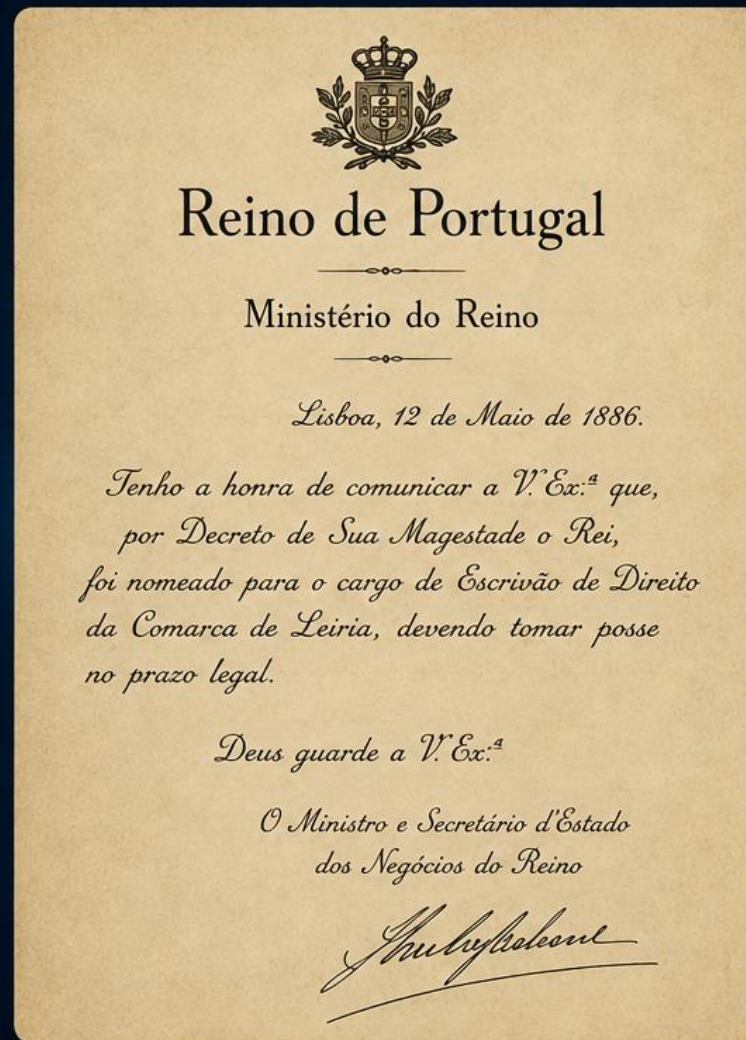 Reino de Portugal
Ministério do Reino
Lisboa, 12 de Maio de 1886.
Tenho a honra de comunicar a V. Ex.ª que,
por Decreto de Sua Magestade o Rei,
foi nomeado para o cargo de Escrivão de Direito
da Comarca de Leiria, devendo tomar posse
no prazo legal.
Deus guarde a V. Ex.ª
O Ministro e Secretário d'Estado
dos Negócios do Reino